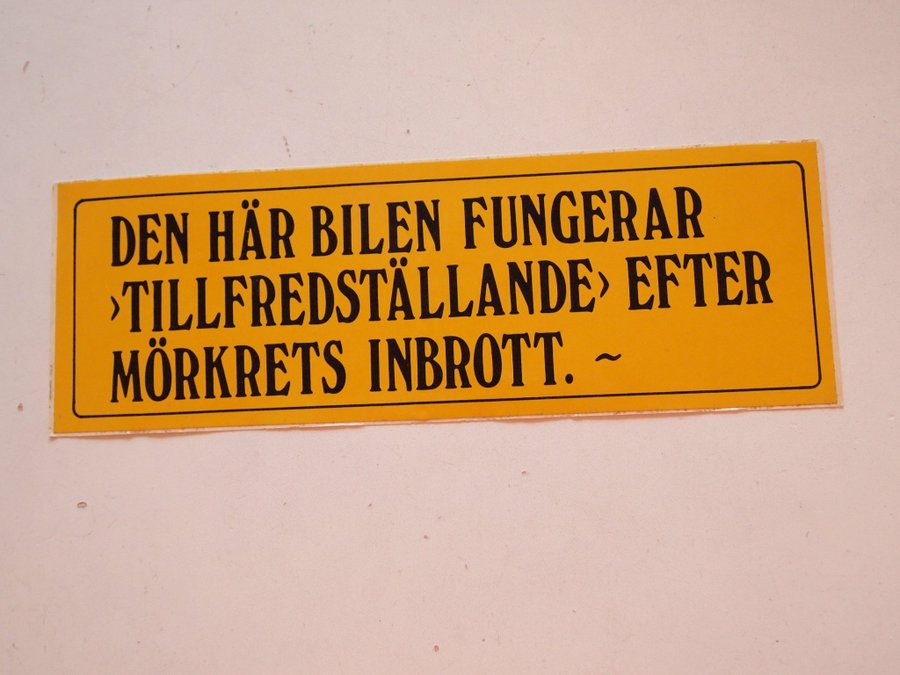 DEN HÄR BILEN FUNGERAR
›TILLFREDSTÄLLANDE› EFTER
MÖRKRETS INBROTT. ~